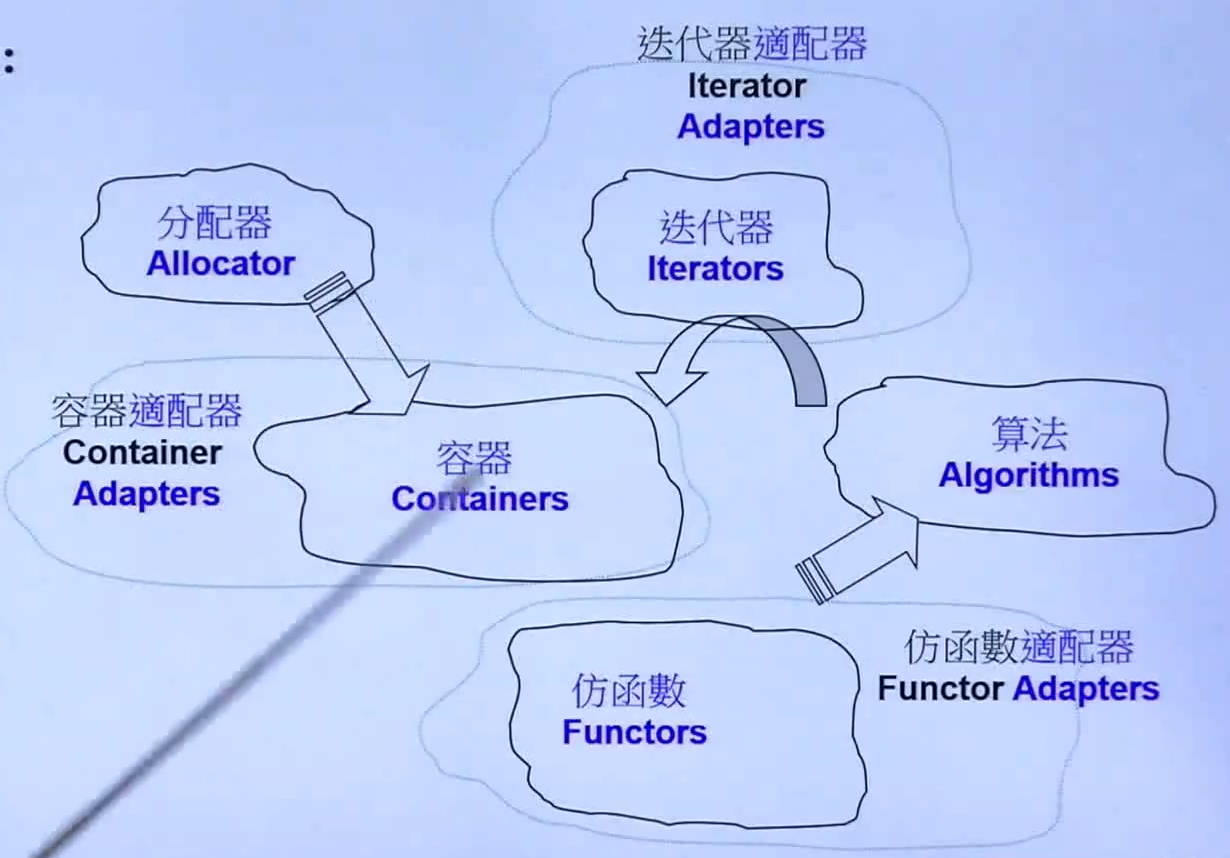 :
迭代器適配器
Iterator
Adapters
分配器
Allocator
迭代器
Iterators
容器適配器
Container
Adapters
容器
Containers
算法
Algorithms
仿函數
Functors
仿函數適配器
Functor Adapters